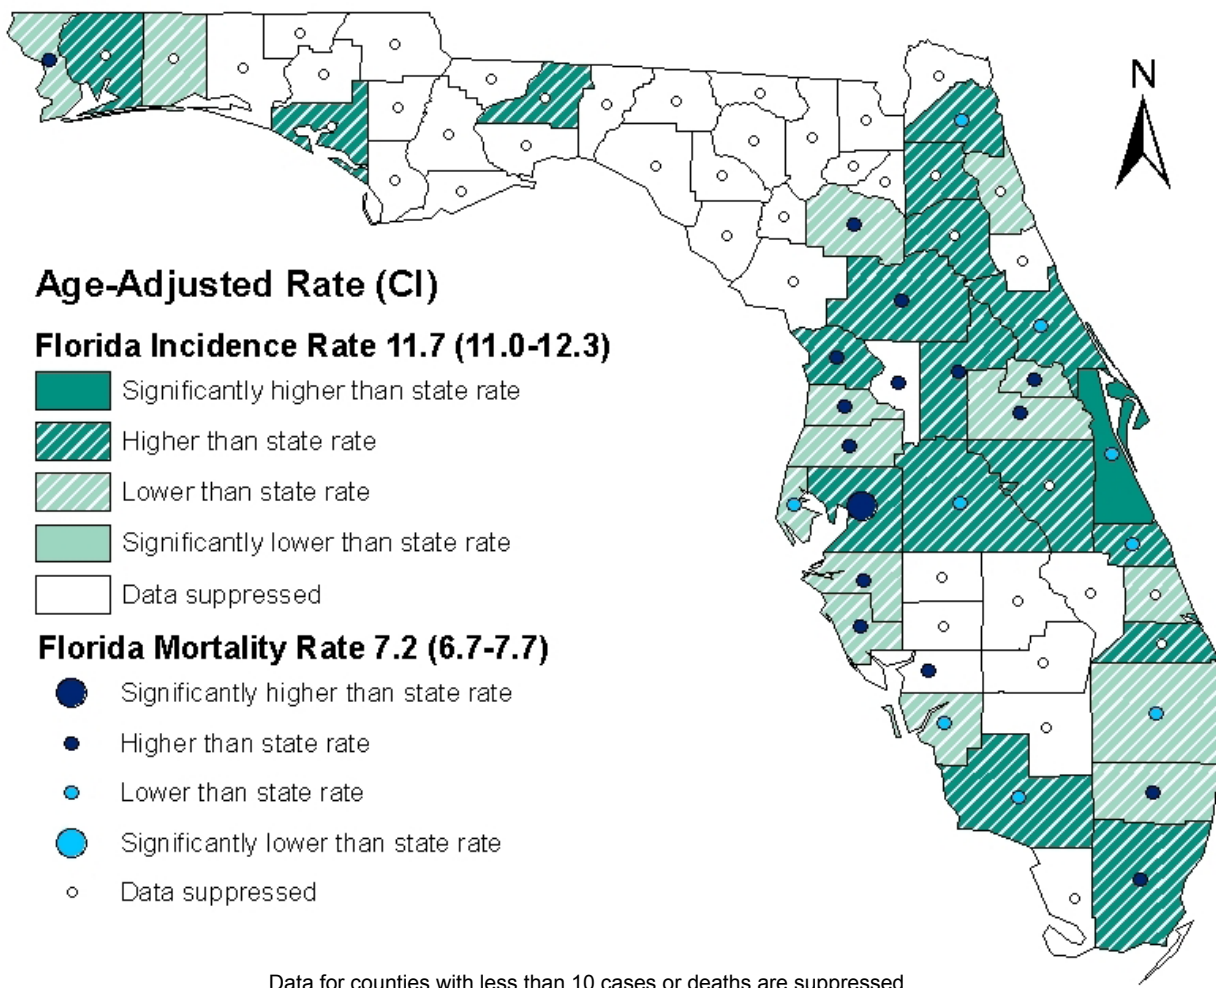 N
Age-Adjusted Rate (CI)
Florida Incidence Rate 11.7 (11.0-12.3)
Significantly higher than state rate
Higher than state rate
Lower than state rate
Significantly lower than state rate
Data suppressed
Florida Mortality Rate 7.2 (6.7-7.7)
Significantly higher than state rate
Higher than state rate
Lower than state rate
Significantly lower than state rate
Data suppressed
Data for counties with less than 10 cases or deaths are suppressed